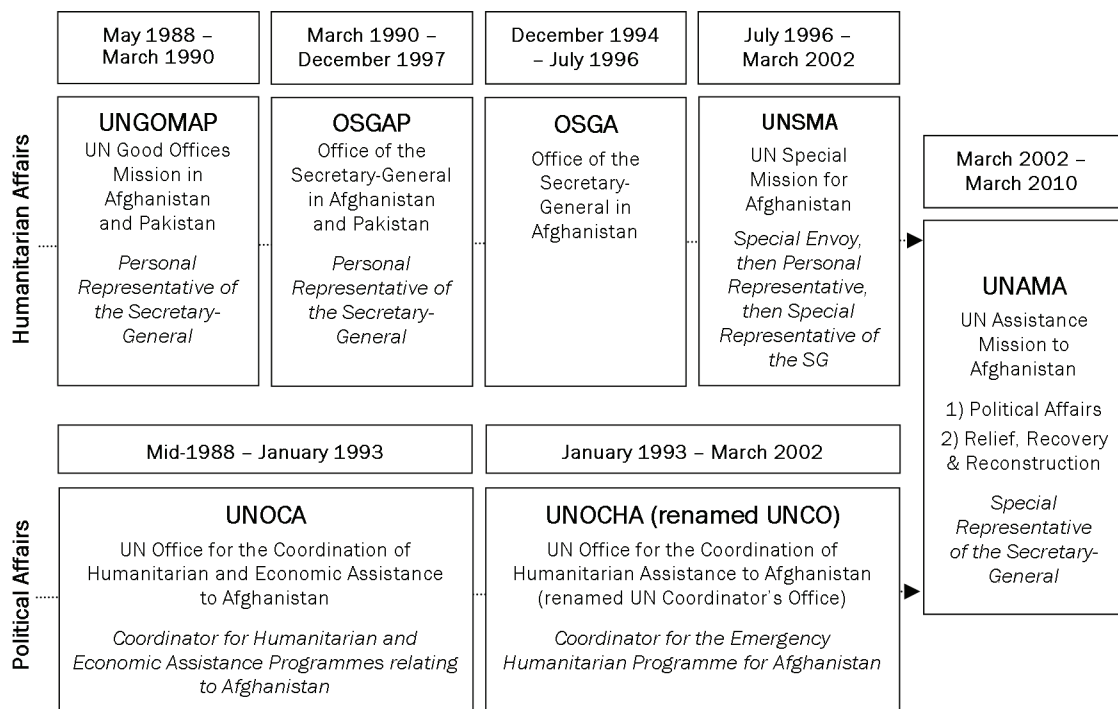 May 1988 –
March 1990
March 1990 –
December 1997
December 1994
– July 1996
July 1996 –
March 2002
Humanitarian Affairs
UNGOMAP
UN Good Offices
Mission in
Afghanistan
and Pakistan
Personal
Representative of
the Secretary-
General
OSGAP
Office of the
Secretary-General
in Afghanistan
and Pakistan
Personal
Representative of
the Secretary-
General
OSGA
Office of the
Secretary-
General in
Afghanistan
UNSMA
UN Special
Mission for
Afghanistan
Special Envoy,
then Personal
Representative,
then Special
Representative of
the SG
March 2002 –
March 2010
UNAMA
UN Assistance
Mission to
Afghanistan
1) Political Affairs
2) Relief, Recovery
& Reconstruction
Special
Representative
of the Secretary-
General
Mid-1988 – January 1993
January 1993 – March 2002
Political Affairs
UNOCA
UN Office for the Coordination of
Humanitarian and Economic Assistance
to Afghanistan
Coordinator for Humanitarian and
Economic Assistance Programmes relating
to Afghanistan
UNOCHA (renamed UNCO)
UN Office for the Coordination of
Humanitarian Assistance to Afghanistan
(renamed UN Coordinator's Office)
Coordinator for the Emergency
Humanitarian Programme for Afghanistan